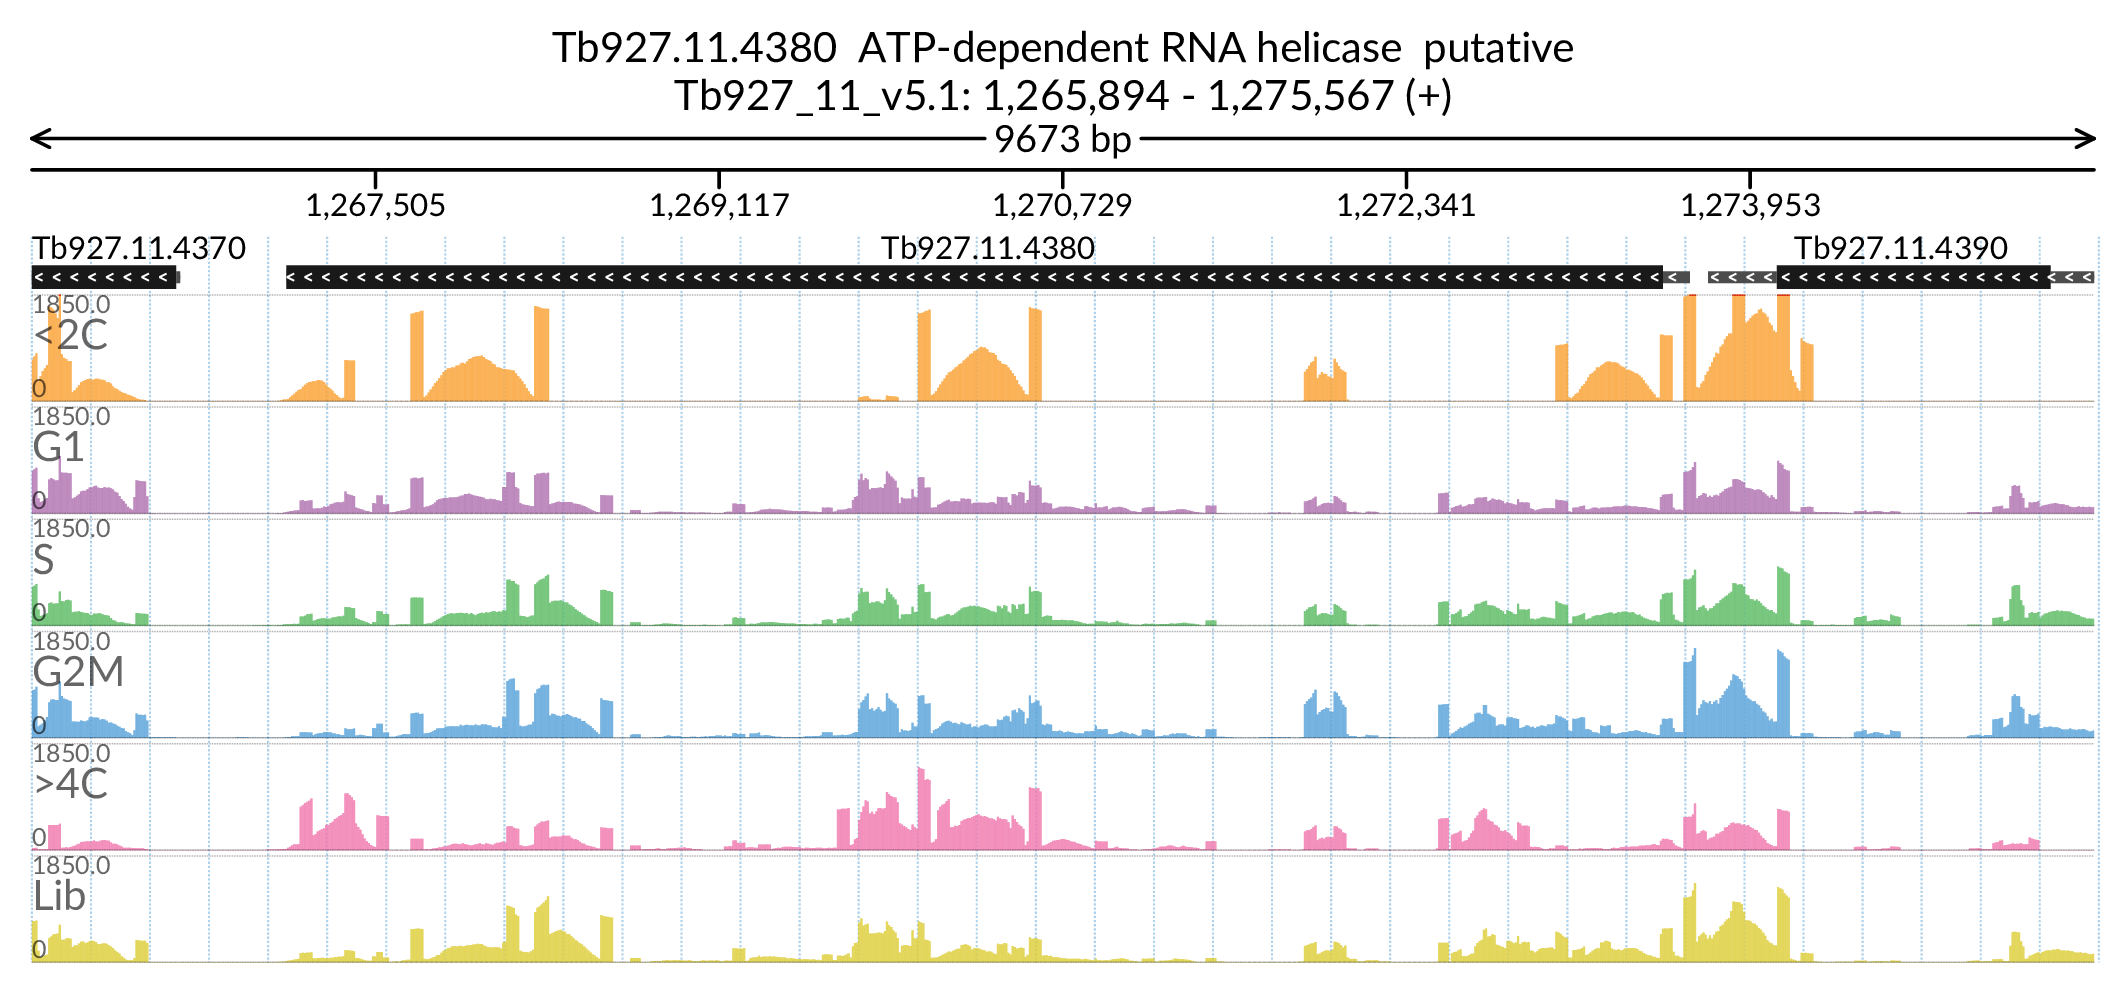 Tb927.11.4380 ATP-dependent RNA helicase putative
Tb927_11_v5.1: 1,265,894 - 1,275,567 (+)
9673 bp
1,267,505 1,269,117 1,270,729 1,272,341 1,273,953
Tb927.11.4370 Tb927.11.4380 Tb927.11.4390
1850.0
<2C
0
1850.0
G1
0
1850.0
S
0
1850.0
G2M
0
1850.0
>4C
0
1850.0
Lib
0